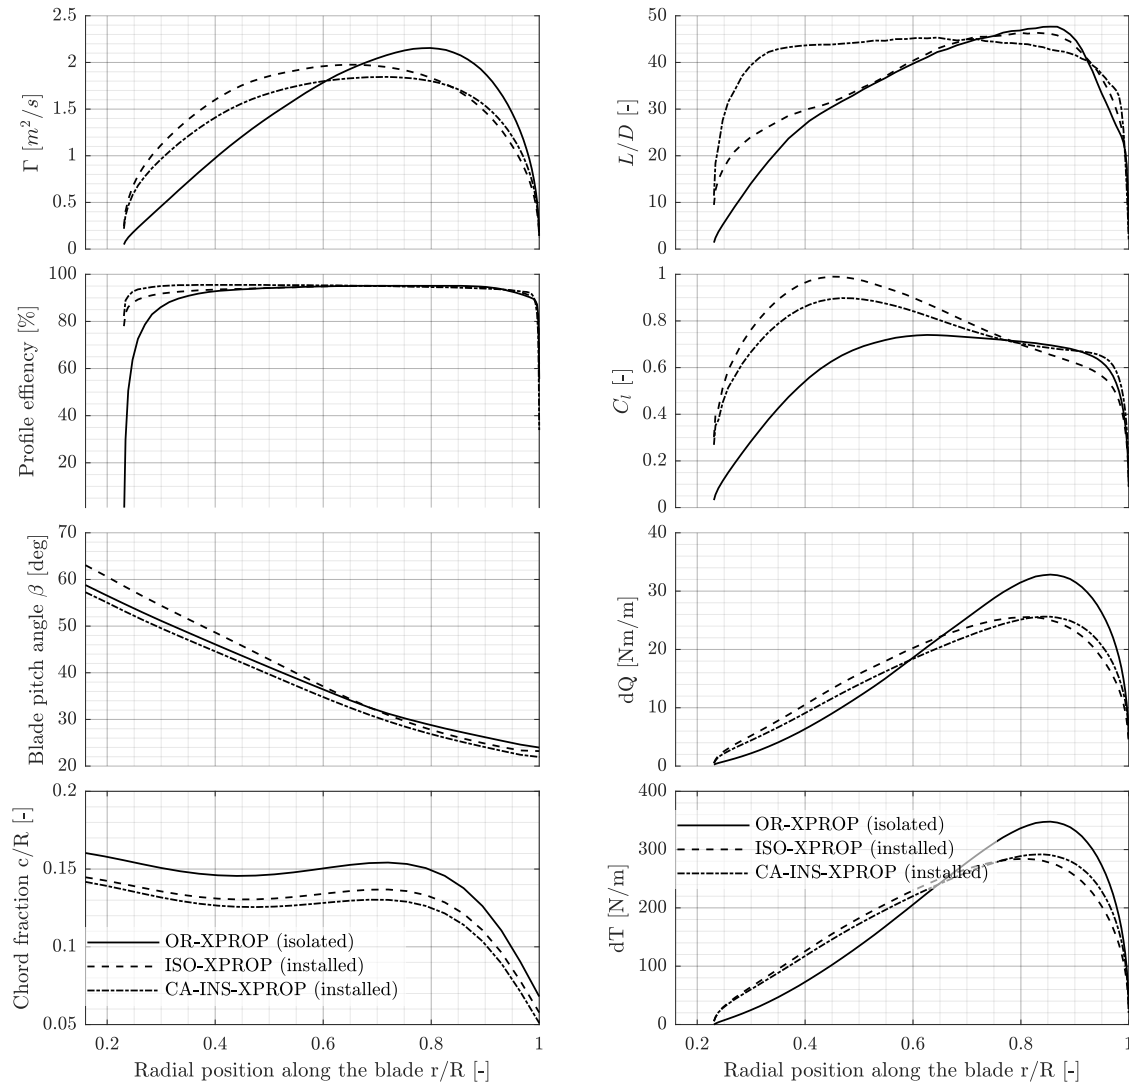 2.5
2
1.5
1
0.5
0
Γ [m²/s]
50
40
30
20
10
0
L/D [-]
100
80
60
40
20
Profile effiency [%]
1
0.8
0.6
0.4
0.2
0
C_l [-]
70
60
50
40
30
20
Blade pitch angle β [deg]
40
30
20
10
0
dQ [Nm/m]
0.2
0.15
0.1
0.05
Chord fraction c/R [-]
OR-XPROP (isolated)
ISO-XPROP (installed)
CA-INS-XPROP (installed)
0.2 0.4 0.6 0.8 1
Radial position along the blade r/R [-]
400
300
200
100
0
dT [N/m]
OR-XPROP (isolated)
ISO-XPROP (installed)
CA-INS-XPROP (installed)
0.2 0.4 0.6 0.8 1
Radial position along the blade r/R [-]